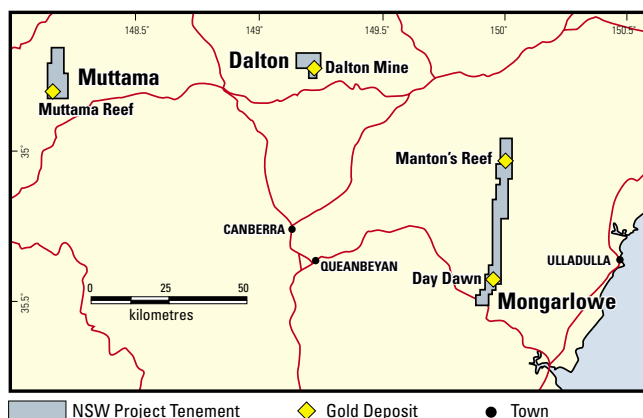 148.5°
149°
149.5°
150°
150.5°
Muttama
Muttama Reef
Dalton
Dalton Mine
35°
Manton's Reef
CANBERRA
QUEANBEYAN
ULLADULLA
Day Dawn
Mongarlowe
35.5°
0 25 50
kilometres
NSW Project Tenement
Gold Deposit
Town